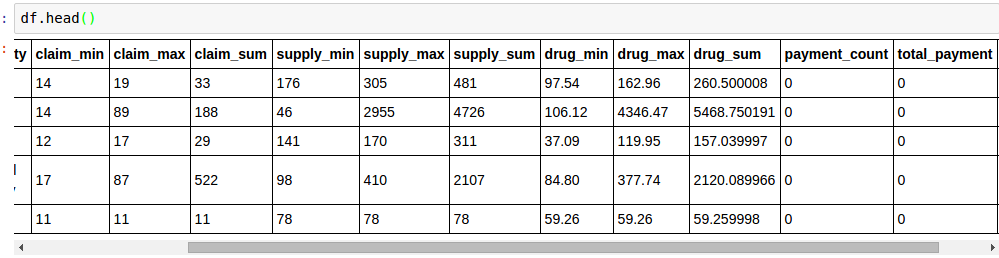 : df.head()
: ty claim_min claim_max claim_sum supply_min supply_max supply_sum drug_min drug_max drug_sum payment_count total_payment
14 19 33 176 305 481 97.54 162.96 260.500008 0 0
14 89 188 46 2955 4726 106.12 4346.47 5468.750191 0 0
12 17 29 141 170 311 37.09 119.95 157.039997 0 0
17 87 522 98 410 2107 84.80 377.74 2120.089966 0 0
11 11 11 78 78 78 59.26 59.26 59.259998 0 0